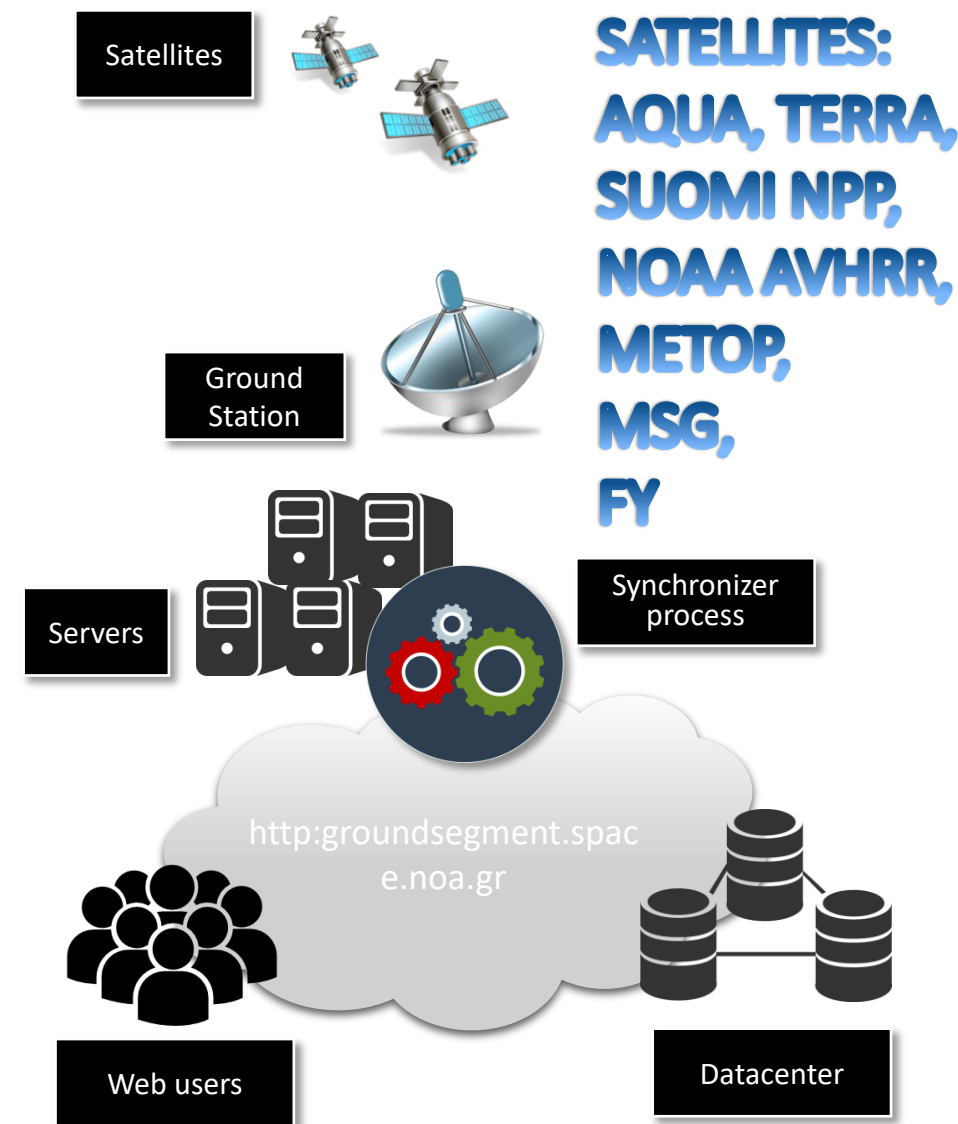 Satellites
SATELLITES:
AQUA, TERRA,
SUOMI NPP,
NOAA AVHRR,
METOP,
MSG,
FY
Ground
Station
Servers
Synchronizer
process
http:groundsegment.spac
e.noa.gr
Web users
Datacenter